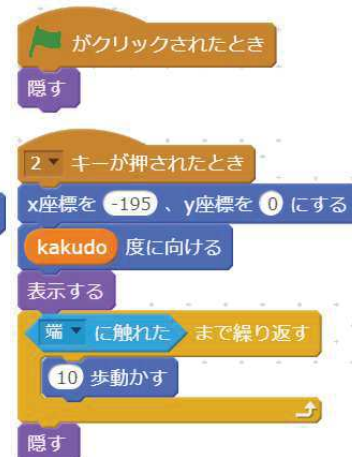 がクリックされたとき
隠す
2 キーが押されたとき
x座標を -195 、y座標を 0 にする
kakudo 度に向ける
表示する
端 に触れた まで繰り返す
10 歩動かす
隠す